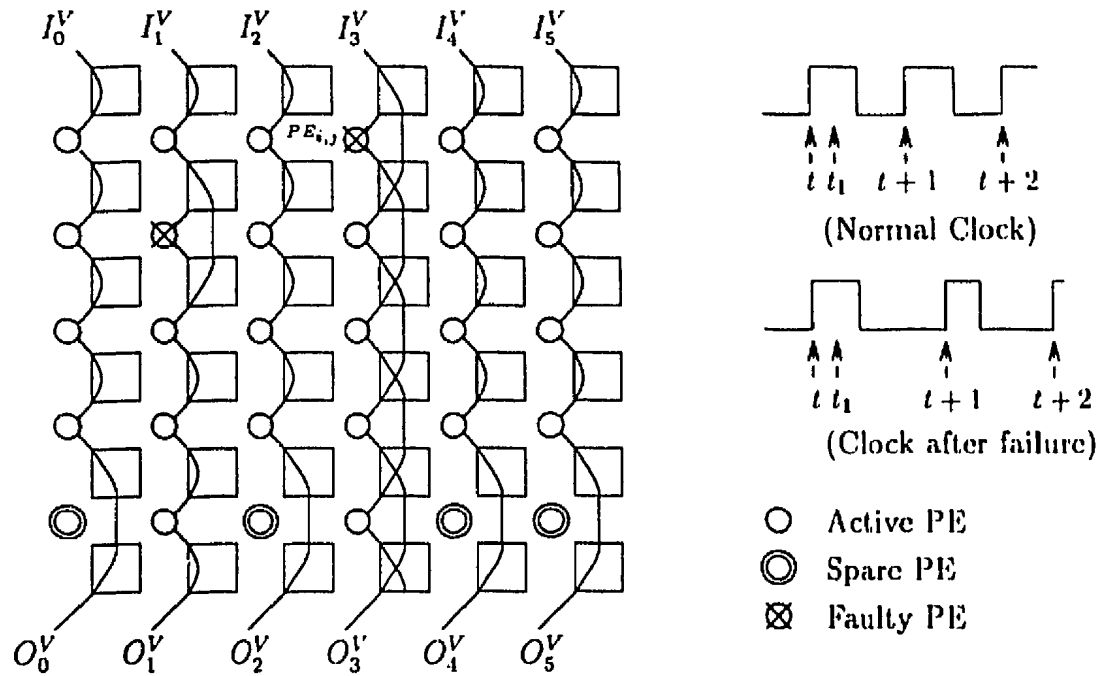 I_0^V I_1^V I_2^V I_3^V I_4^V I_5^V
PE_{i,j}
O_0^V O_1^V O_2^V O_3^V O_4^V O_5^V
t t_1 t + 1 t + 2
(Normal Clock)
t t_1 t + 1 t + 2
(Clock after failure)
Active PE
Spare PE
Faulty PE